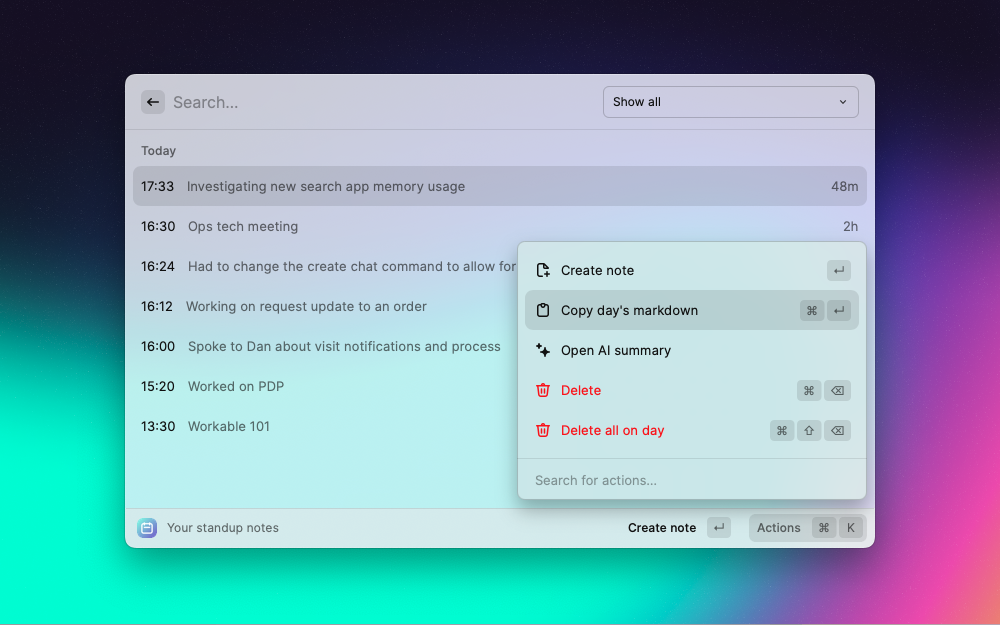 Search...
Show all
Today
17:33 Investigating new search app memory usage 48m
16:30 Ops tech meeting 2h
16:24 Had to change the create chat command to allow for
16:12 Working on request update to an order
16:00 Spoke to Dan about visit notifications and process
15:20 Worked on PDP
13:30 Workable 101
Create note ↵
Copy day's markdown ⌘ ↵
Open AI summary
Delete ⌘ ⌫
Delete all on day ⌘ ⇧ ⌫
Search for actions...
Your standup notes Create note ↵ Actions ⌘ K